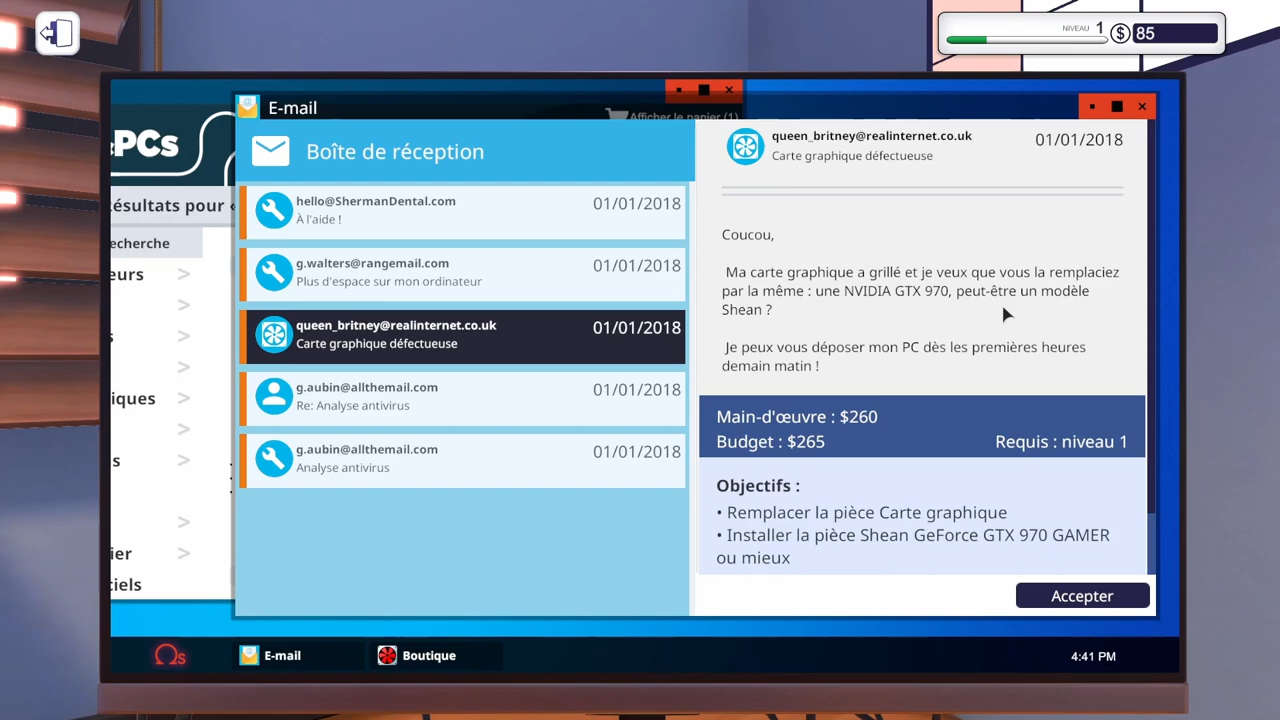 NIVEAU 1
$ 85
E-mail
Afficher le panier (1)
PCs
Résultats pour «
echerche
eurs >
>
s >
iques >
>
s >
>
ier >
ciels
Boîte de réception
hello@ShermanDental.com
01/01/2018
À l'aide !
g.walters@rangemail.com
01/01/2018
Plus d'espace sur mon ordinateur
queen_britney@realinternet.co.uk
01/01/2018
Carte graphique défectueuse
g.aubin@allthemail.com
01/01/2018
Re: Analyse antivirus
g.aubin@allthemail.com
01/01/2018
Analyse antivirus
queen_britney@realinternet.co.uk
01/01/2018
Carte graphique défectueuse
Coucou,
Ma carte graphique a grillé et je veux que vous la remplaciez
par la même : une NVIDIA GTX 970, peut-être un modèle
Shean ?
Je peux vous déposer mon PC dès les premières heures
demain matin !
Main-d'œuvre : $260
Budget : $265
Requis : niveau 1
Objectifs :
• Remplacer la pièce Carte graphique
• Installer la pièce Shean GeForce GTX 970 GAMER
ou mieux
Accepter
Ωs
E-mail
Boutique
4:41 PM